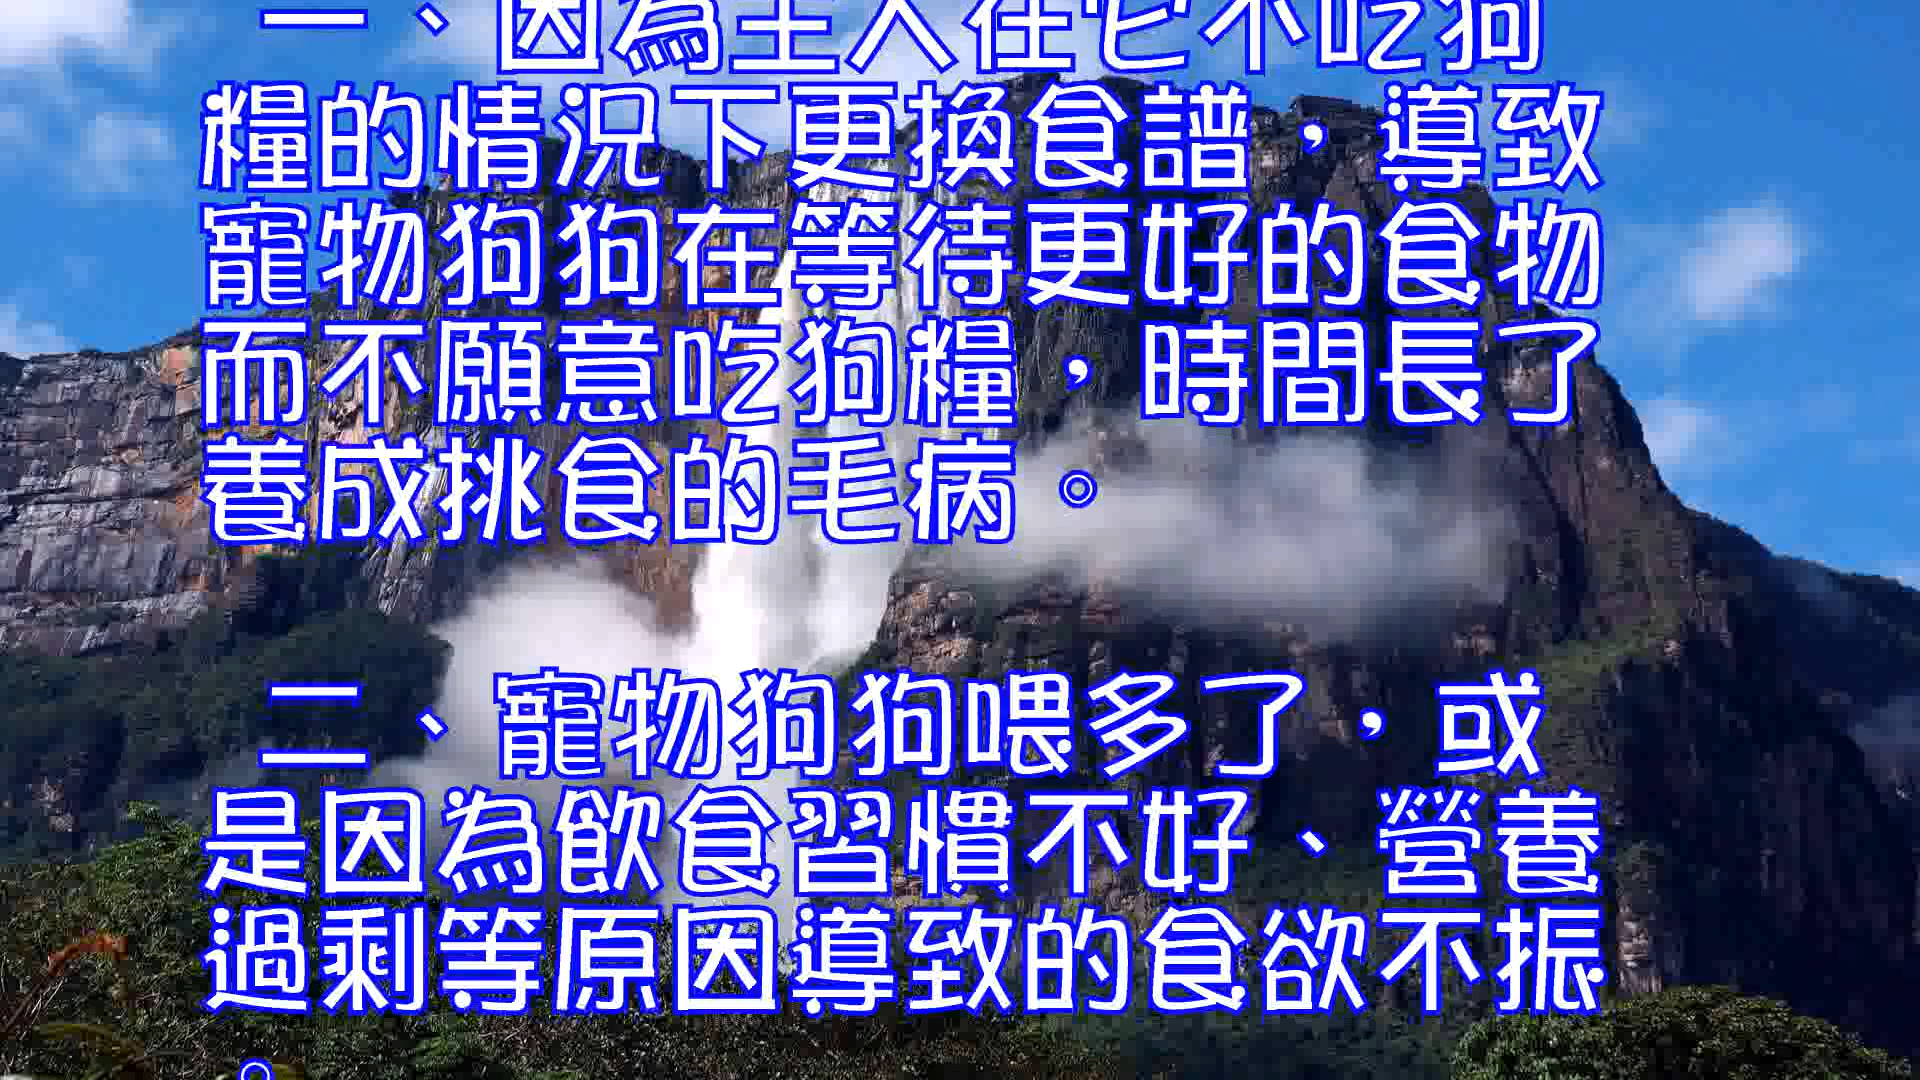 一、因為主人在它不吃狗
糧的情況下更換食譜，導致
寵物狗狗在等待更好的食物
而不願意吃狗糧，時間長了
養成挑食的毛病。
二、寵物狗狗喂多了，或
是因為飲食習慣不好、營養
過剩等原因導致的食欲不振
。